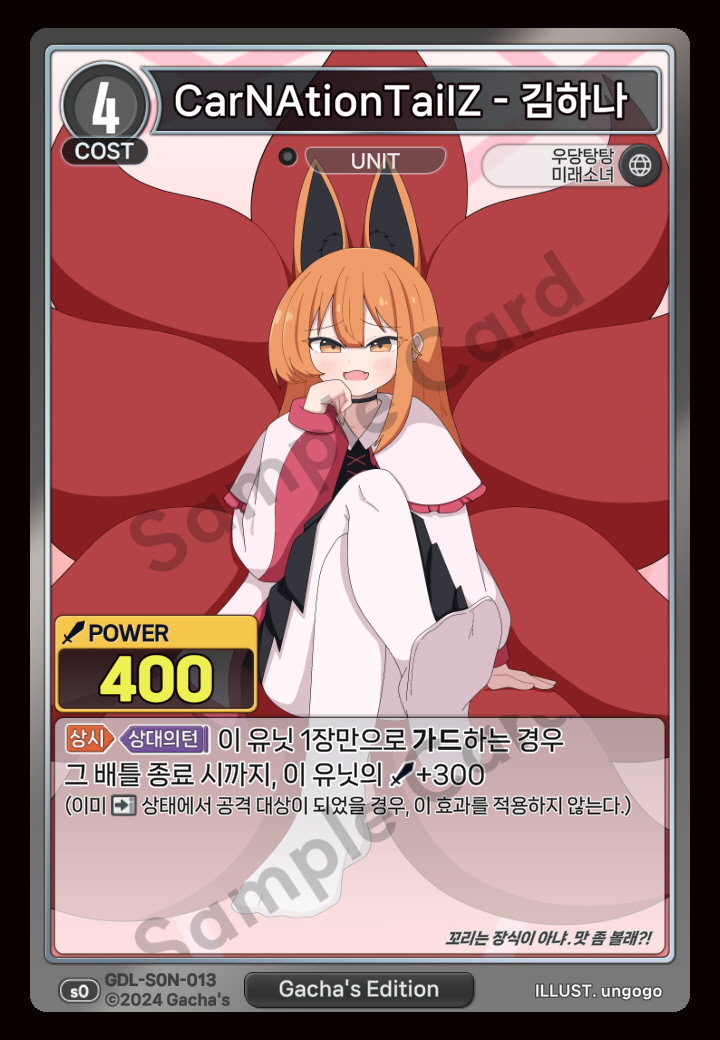 4
COST
CarNAtionTailZ - 김하나
UNIT
우당탕탕
미래소녀
Sample Card
POWER
400
상시 상대의턴 이 유닛 1장만으로 가드하는 경우
그 배틀 종료 시까지, 이 유닛의 +300
(이미 상태에서 공격 대상이 되었을 경우, 이 효과를 적용하지 않는다.)
Sample Card
꼬리는 장식이 아냐. 맛 좀 볼래?!
s0
GDL-S0N-013
©2024 Gacha's
Gacha's Edition
ILLUST. ungogo